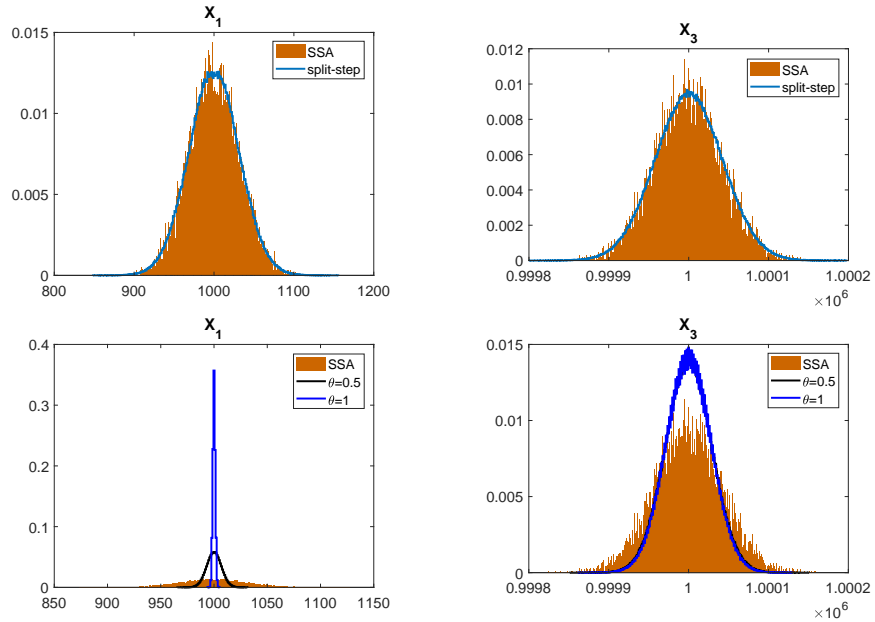 X1
0.015
0.01
0.005
0
800 900 1000 1100 1200
SSA
split-step
X3
0.012
0.01
0.008
0.006
0.004
0.002
0
0.9998 0.9999 1 1.0001 1.0002
×10^6
SSA
split-step
X1
0.4
0.3
0.2
0.1
0
850 900 950 1000 1050 1100 1150
SSA
θ=0.5
θ=1
X3
0.015
0.01
0.005
0
0.9998 0.9999 1 1.0001 1.0002
×10^6
SSA
θ=0.5
θ=1